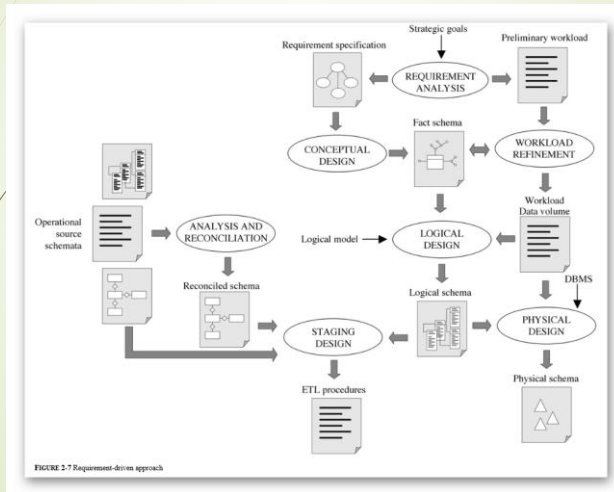 Strategic goals
Requirement specification
Preliminary workload
REQUIREMENT
ANALYSIS
Fact schema
CONCEPTUAL
DESIGN
WORKLOAD
REFINEMENT
Operational
source
schemata
ANALYSIS AND
RECONCILIATION
Workload
Data volume
Logical model
LOGICAL
DESIGN
DBMS
Reconciled schema
Logical schema
STAGING
DESIGN
PHYSICAL
DESIGN
ETL procedures
Physical schema
FIGURE 2-7 Requirement-driven approach